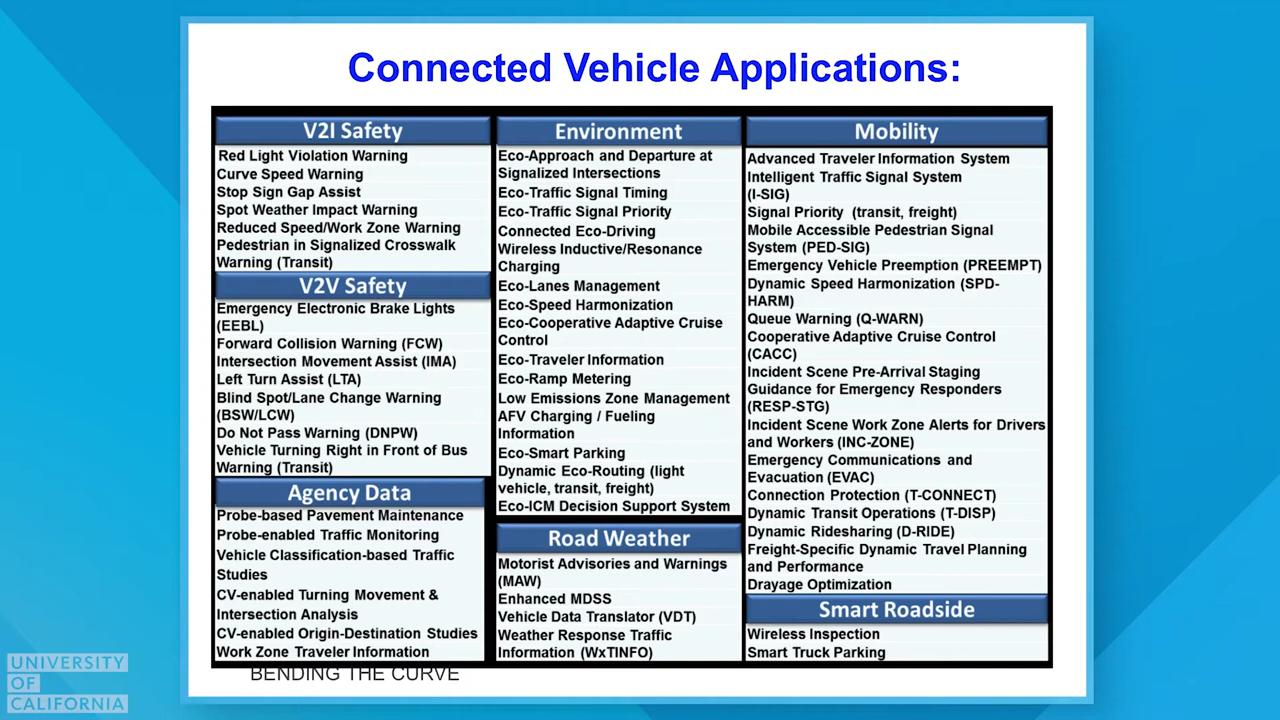 Connected Vehicle Applications:
V2I Safety
Red Light Violation Warning
Curve Speed Warning
Stop Sign Gap Assist
Spot Weather Impact Warning
Reduced Speed/Work Zone Warning
Pedestrian in Signalized Crosswalk
Warning (Transit)
V2V Safety
Emergency Electronic Brake Lights
(EEBL)
Forward Collision Warning (FCW)
Intersection Movement Assist (IMA)
Left Turn Assist (LTA)
Blind Spot/Lane Change Warning
(BSW/LCW)
Do Not Pass Warning (DNPW)
Vehicle Turning Right in Front of Bus
Warning (Transit)
Agency Data
Probe-based Pavement Maintenance
Probe-enabled Traffic Monitoring
Vehicle Classification-based Traffic
Studies
CV-enabled Turning Movement &
Intersection Analysis
CV-enabled Origin-Destination Studies
Work Zone Traveler Information
Environment
Eco-Approach and Departure at
Signalized Intersections
Eco-Traffic Signal Timing
Eco-Traffic Signal Priority
Connected Eco-Driving
Wireless Inductive/Resonance
Charging
Eco-Lanes Management
Eco-Speed Harmonization
Eco-Cooperative Adaptive Cruise
Control
Eco-Traveler Information
Eco-Ramp Metering
Low Emissions Zone Management
AFV Charging / Fueling
Information
Eco-Smart Parking
Dynamic Eco-Routing (light
vehicle, transit, freight)
Eco-ICM Decision Support System
Road Weather
Motorist Advisories and Warnings
(MAW)
Enhanced MDSS
Vehicle Data Translator (VDT)
Weather Response Traffic
Information (WxTINFO)
Mobility
Advanced Traveler Information System
Intelligent Traffic Signal System
(I-SIG)
Signal Priority (transit, freight)
Mobile Accessible Pedestrian Signal
System (PED-SIG)
Emergency Vehicle Preemption (PREEMPT)
Dynamic Speed Harmonization (SPD-
HARM)
Queue Warning (Q-WARN)
Cooperative Adaptive Cruise Control
(CACC)
Incident Scene Pre-Arrival Staging
Guidance for Emergency Responders
(RESP-STG)
Incident Scene Work Zone Alerts for Drivers
and Workers (INC-ZONE)
Emergency Communications and
Evacuation (EVAC)
Connection Protection (T-CONNECT)
Dynamic Transit Operations (T-DISP)
Dynamic Ridesharing (D-RIDE)
Freight-Specific Dynamic Travel Planning
and Performance
Drayage Optimization
Smart Roadside
Wireless Inspection
Smart Truck Parking
BENDING THE CURVE
UNIVERSITY
OF
CALIFORNIA